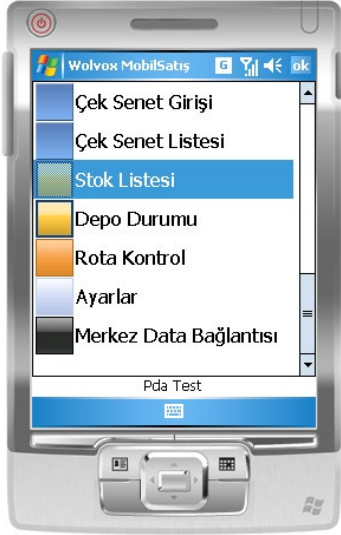 Wolvox MobilSatış G ok
Çek Senet Girişi
Çek Senet Listesi
Stok Listesi
Depo Durumu
Rota Kontrol
Ayarlar
Merkez Data Bağlantısı
Pda Test